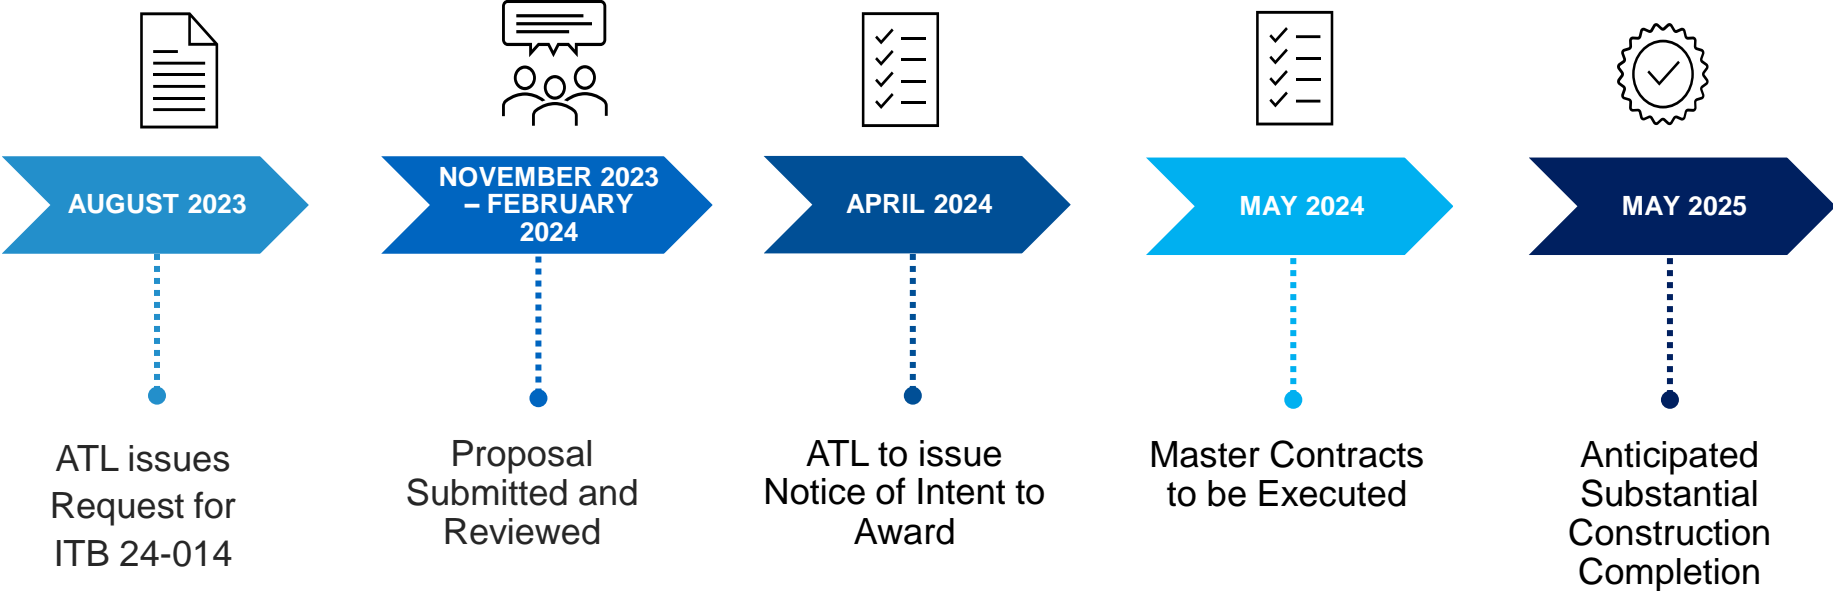 AUGUST 2023
NOVEMBER 2023
– FEBRUARY
2024
APRIL 2024
MAY 2024
MAY 2025
ATL issues
Request for
ITB 24-014
Proposal
Submitted and
Reviewed
ATL to issue
Notice of Intent to
Award
Master Contracts
to be Executed
Anticipated
Substantial
Construction
Completion